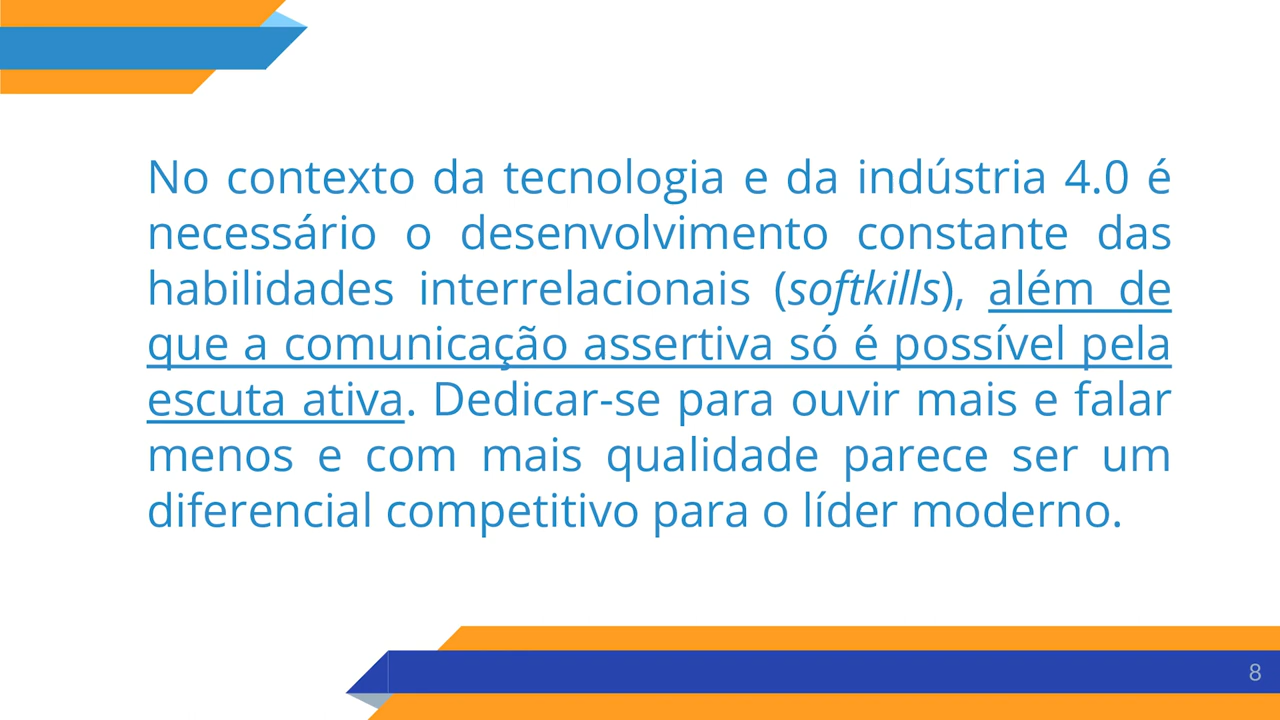 No contexto da tecnologia e da indústria 4.0 é
necessário o desenvolvimento constante das
habilidades interrelacionais (softkills), além de
que a comunicação assertiva só é possível pela
escuta ativa. Dedicar-se para ouvir mais e falar
menos e com mais qualidade parece ser um
diferencial competitivo para o líder moderno.
8